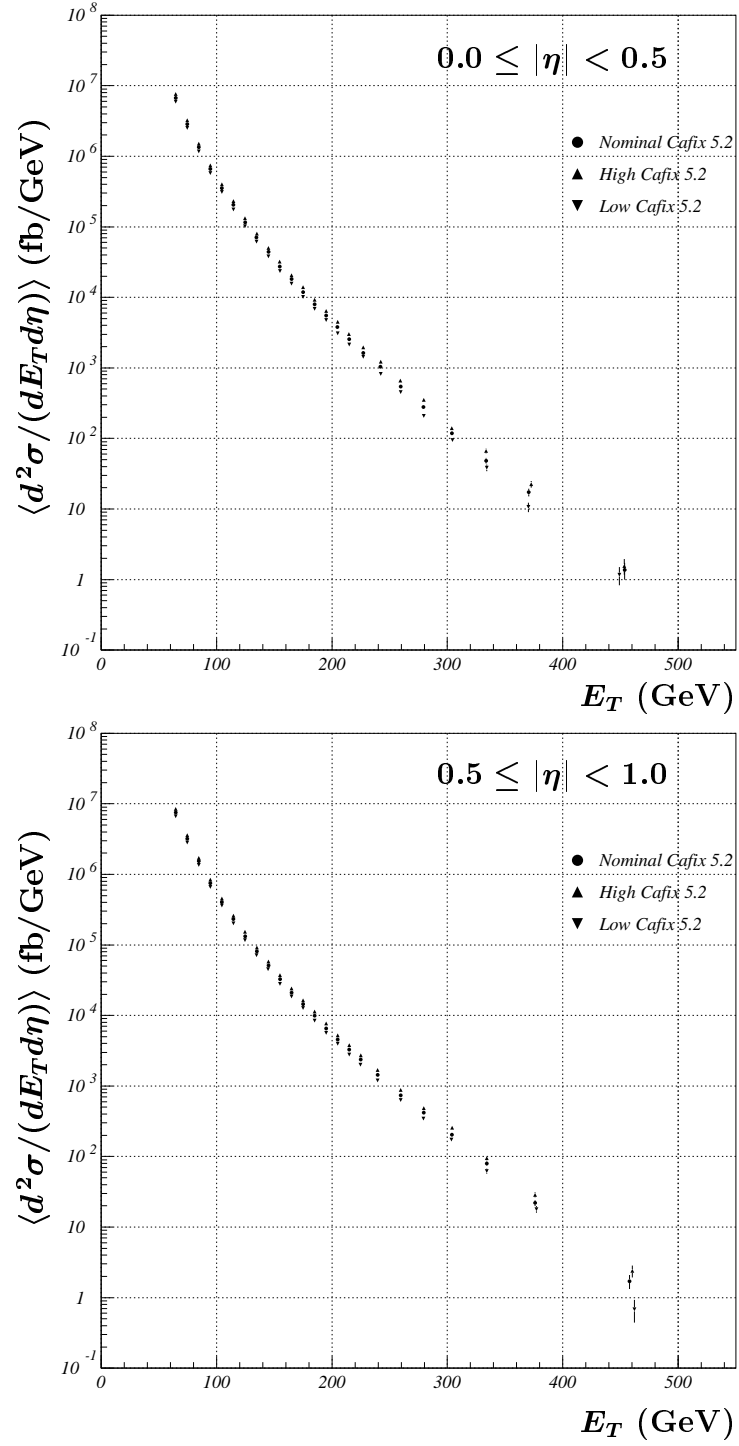 10^8
10^7
10^6
10^5
10^4
10^3
10^2
10
1
10^-1
⟨d²σ/(dE_T dη)⟩ (fb/GeV)
0.0 ≤ |η| < 0.5
Nominal Cafix 5.2
High Cafix 5.2
Low Cafix 5.2
0 100 200 300 400 500
E_T (GeV)
10^8
10^7
10^6
10^5
10^4
10^3
10^2
10
1
10^-1
⟨d²σ/(dE_T dη)⟩ (fb/GeV)
0.5 ≤ |η| < 1.0
Nominal Cafix 5.2
High Cafix 5.2
Low Cafix 5.2
0 100 200 300 400 500
E_T (GeV)